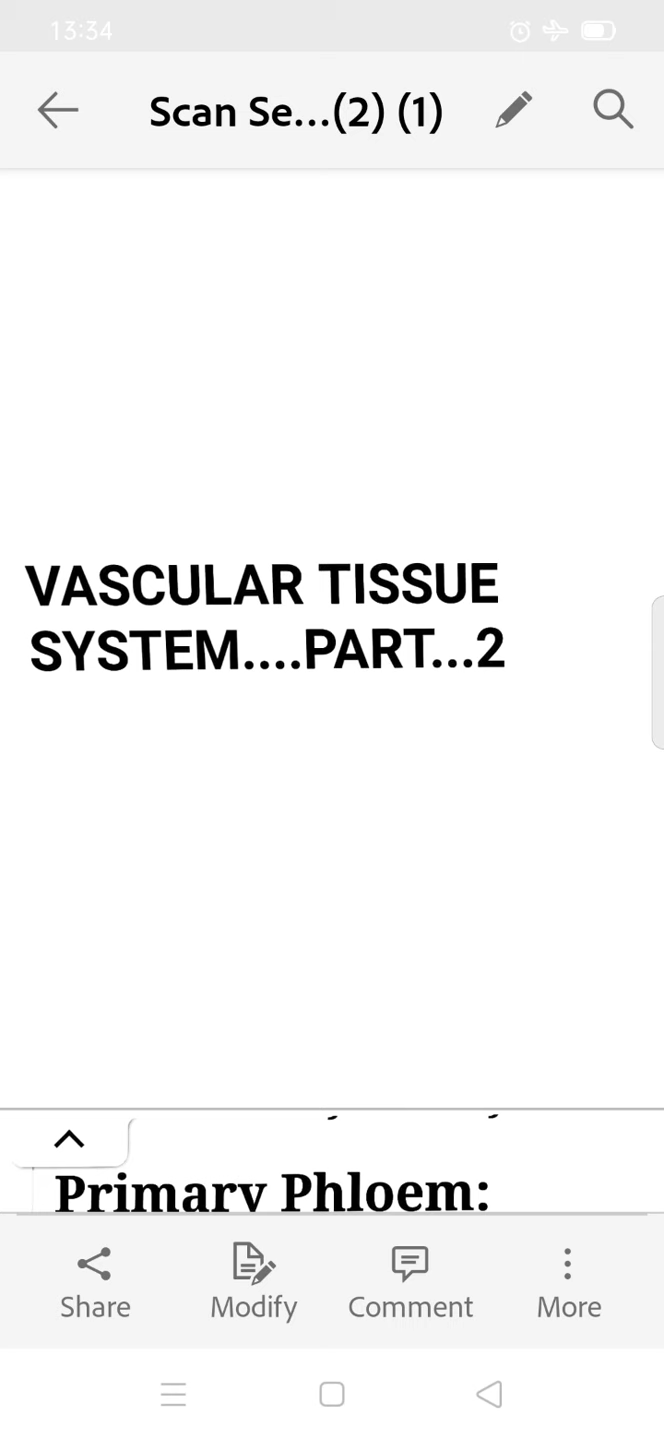 13:34
Scan Se...(2) (1)
VASCULAR TISSUE
SYSTEM....PART...2
Primary Phloem:
Share Modify Comment More